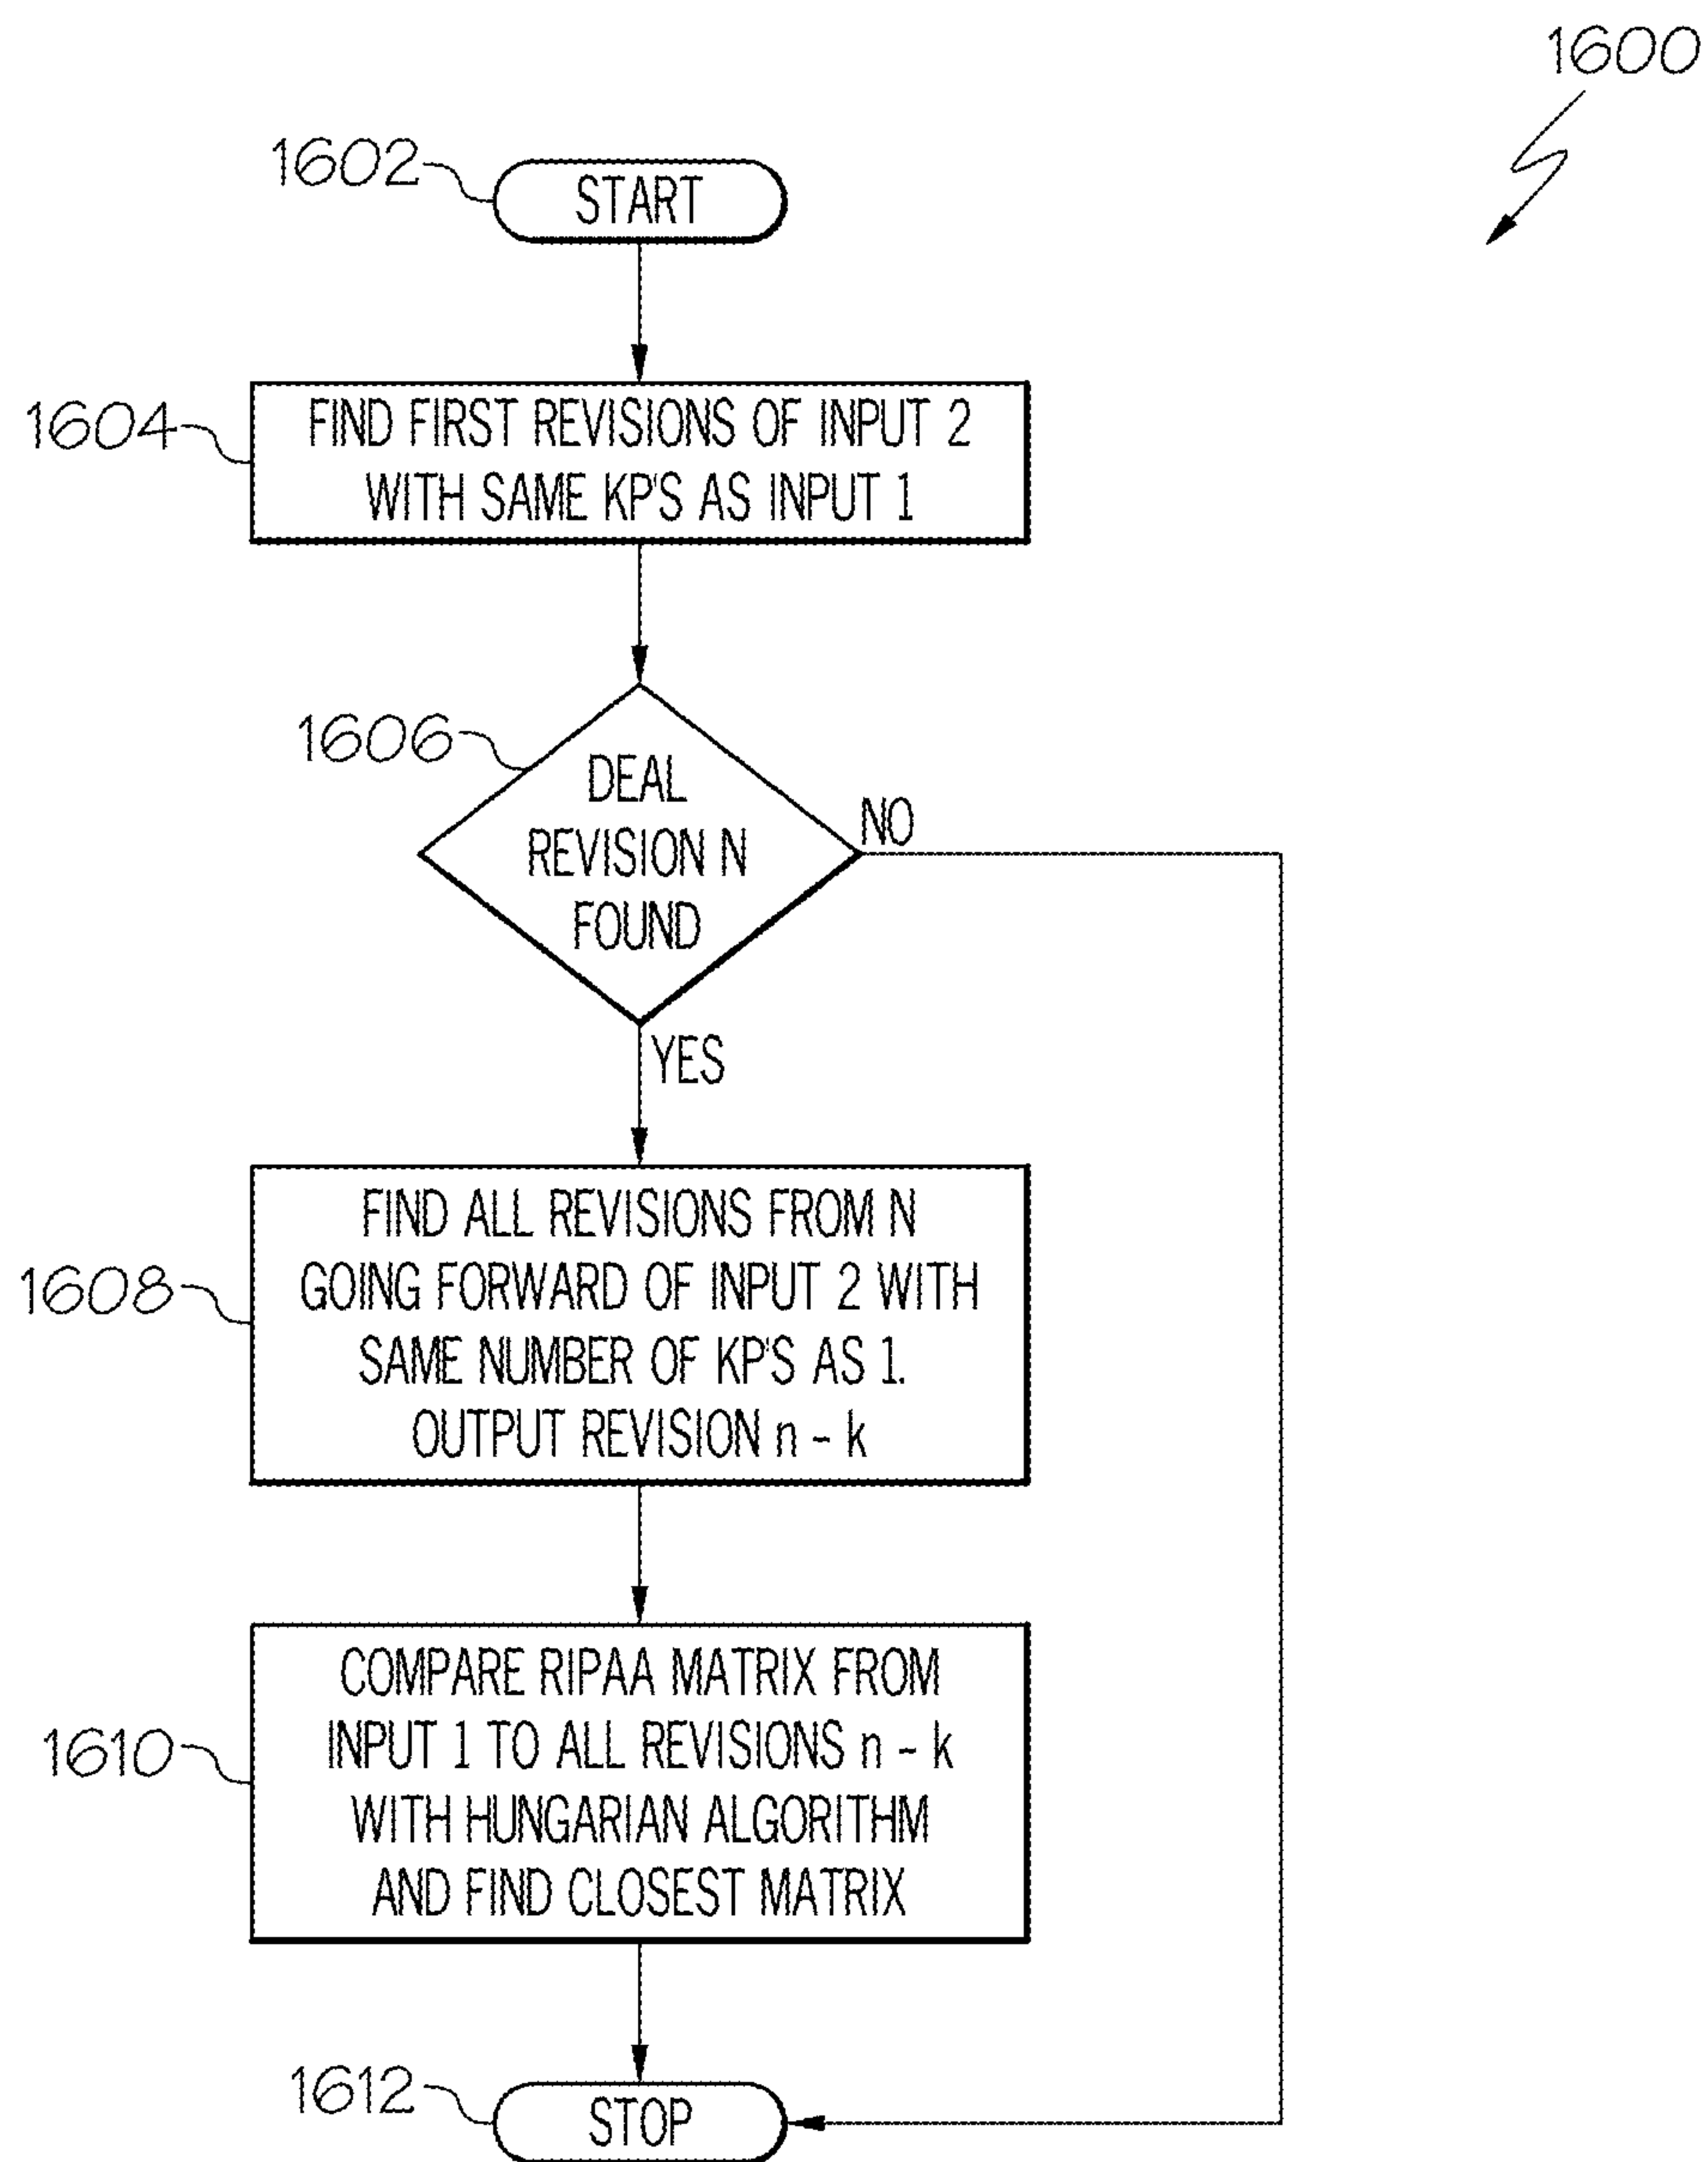 1600
1602
START
1604
FIND FIRST REVISIONS OF INPUT 2
WITH SAME KP'S AS INPUT 1
1606
DEAL
REVISION N
FOUND
NO
YES
1608
FIND ALL REVISIONS FROM N
GOING FORWARD OF INPUT 2 WITH
SAME NUMBER OF KP'S AS 1.
OUTPUT REVISION n - k
1610
COMPARE RIPAA MATRIX FROM
INPUT 1 TO ALL REVISIONS n - k
WITH HUNGARIAN ALGORITHM
AND FIND CLOSEST MATRIX
1612
STOP